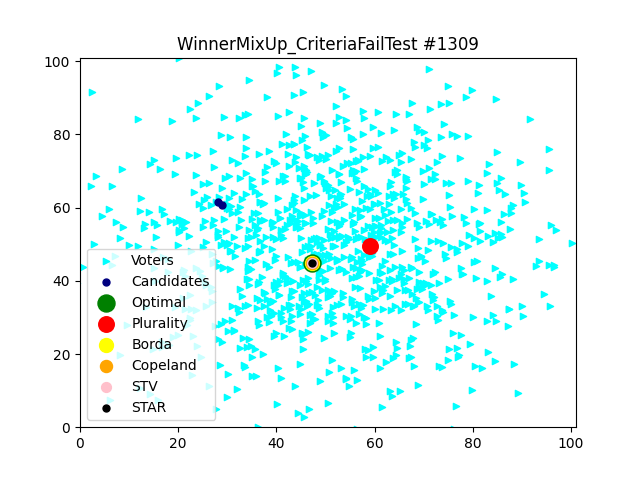 WinnerMixUp_CriteriaFailTest #1309
100
80
60
40
20
0
0 20 40 60 80 100
Voters
Candidates
Optimal
Plurality
Borda
Copeland
STV
STAR